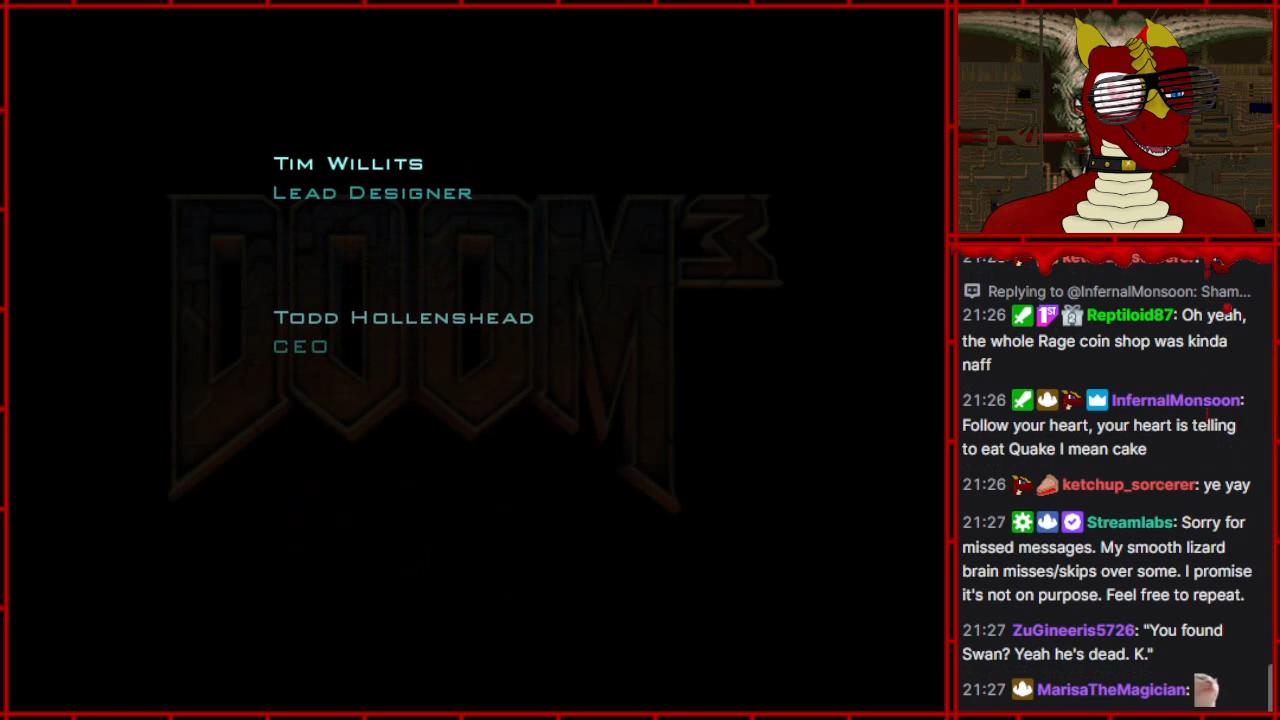 TIM WILLITS
LEAD DESIGNER
DOOM 3
TODD HOLLENSHEAD
CEO
Replying to @InfernalMonsoon: Sham...
21:26 Reptiloid87: Oh yeah,
the whole Rage coin shop was kinda
naff
21:26 InfernalMonsoon:
Follow your heart, your heart is telling
to eat Quake I mean cake
21:26 ketchup_sorcerer: ye yay
21:27 Streamlabs: Sorry for
missed messages. My smooth lizard
brain misses/skips over some. I promise
it's not on purpose. Feel free to repeat.
21:27 ZuGineeris5726: "You found
Swan? Yeah he's dead. K."
21:27 MarisaTheMagician: